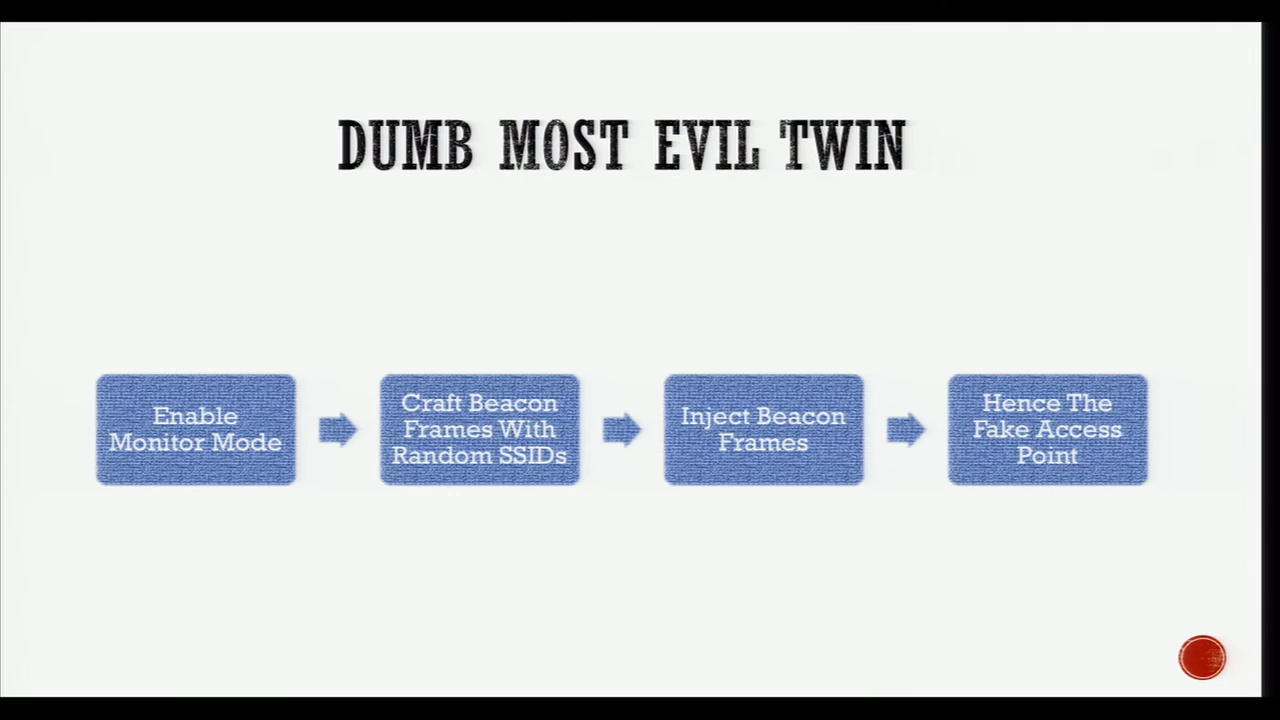 DUMB MOST EVIL TWIN
Enable
Monitor Mode
Craft Beacon
Frames With
Random SSIDs
Inject Beacon
Frames
Hence The
Fake Access
Point